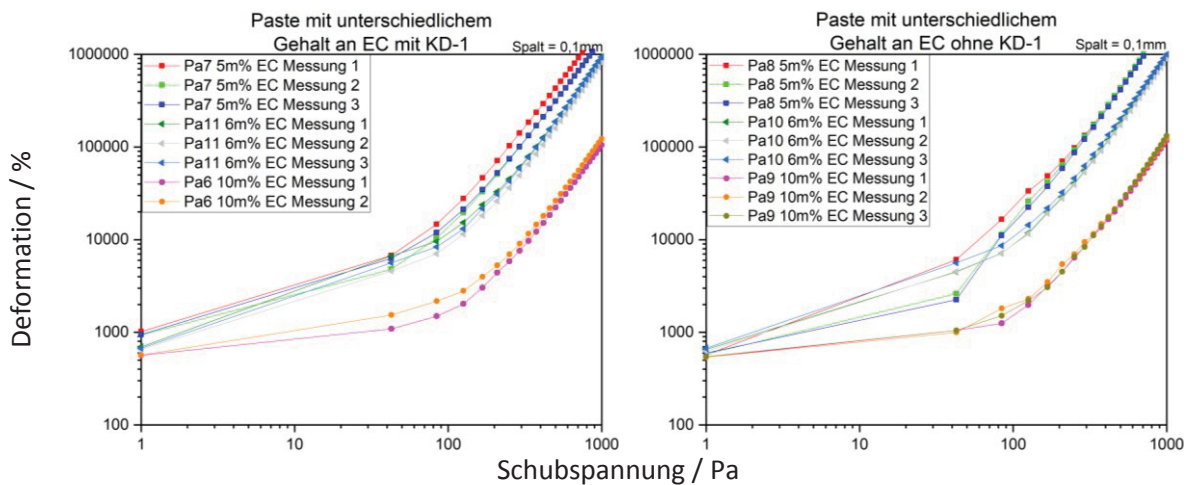 Paste mit unterschiedlichem
Gehalt an EC mit KD-1
Spalt = 0,1mm
1000000
100000
10000
1000
100
Pa7 5m% EC Messung 1
Pa7 5m% EC Messung 2
Pa7 5m% EC Messung 3
Pa11 6m% EC Messung 1
Pa11 6m% EC Messung 2
Pa11 6m% EC Messung 3
Pa6 10m% EC Messung 1
Pa6 10m% EC Messung 2
1
10
100
1000
Paste mit unterschiedlichem
Gehalt an EC ohne KD-1
Spalt = 0,1mm
1000000
100000
10000
1000
100
Pa8 5m% EC Messung 1
Pa8 5m% EC Messung 2
Pa8 5m% EC Messung 3
Pa10 6m% EC Messung 1
Pa10 6m% EC Messung 2
Pa10 6m% EC Messung 3
Pa9 10m% EC Messung 1
Pa9 10m% EC Messung 2
Pa9 10m% EC Messung 3
1
10
100
1000
Deformation / %
Schubspannung / Pa